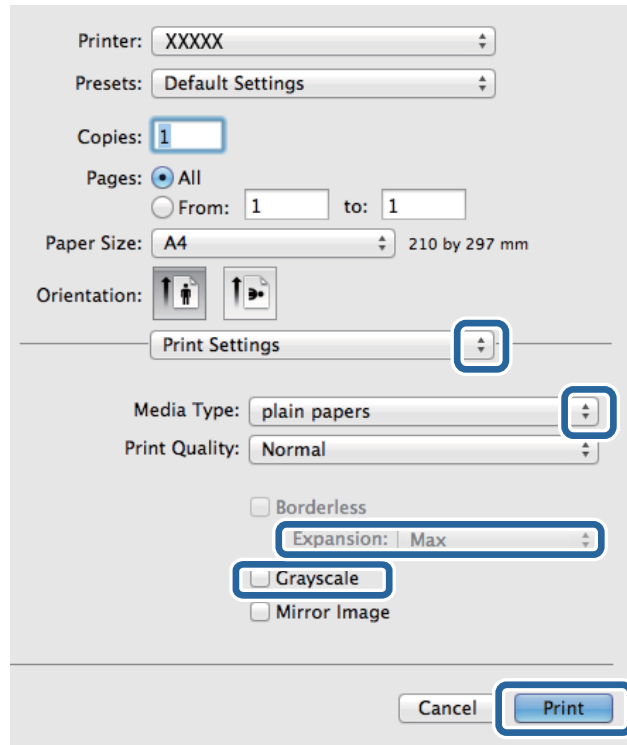 Printer: XXXXX
Presets: Default Settings
Copies: 1
Pages: All
From: 1 to: 1
Paper Size: A4 210 by 297 mm
Orientation:
Print Settings
Media Type: plain papers
Print Quality: Normal
Borderless
Expansion: Max
Grayscale
Mirror Image
Cancel Print